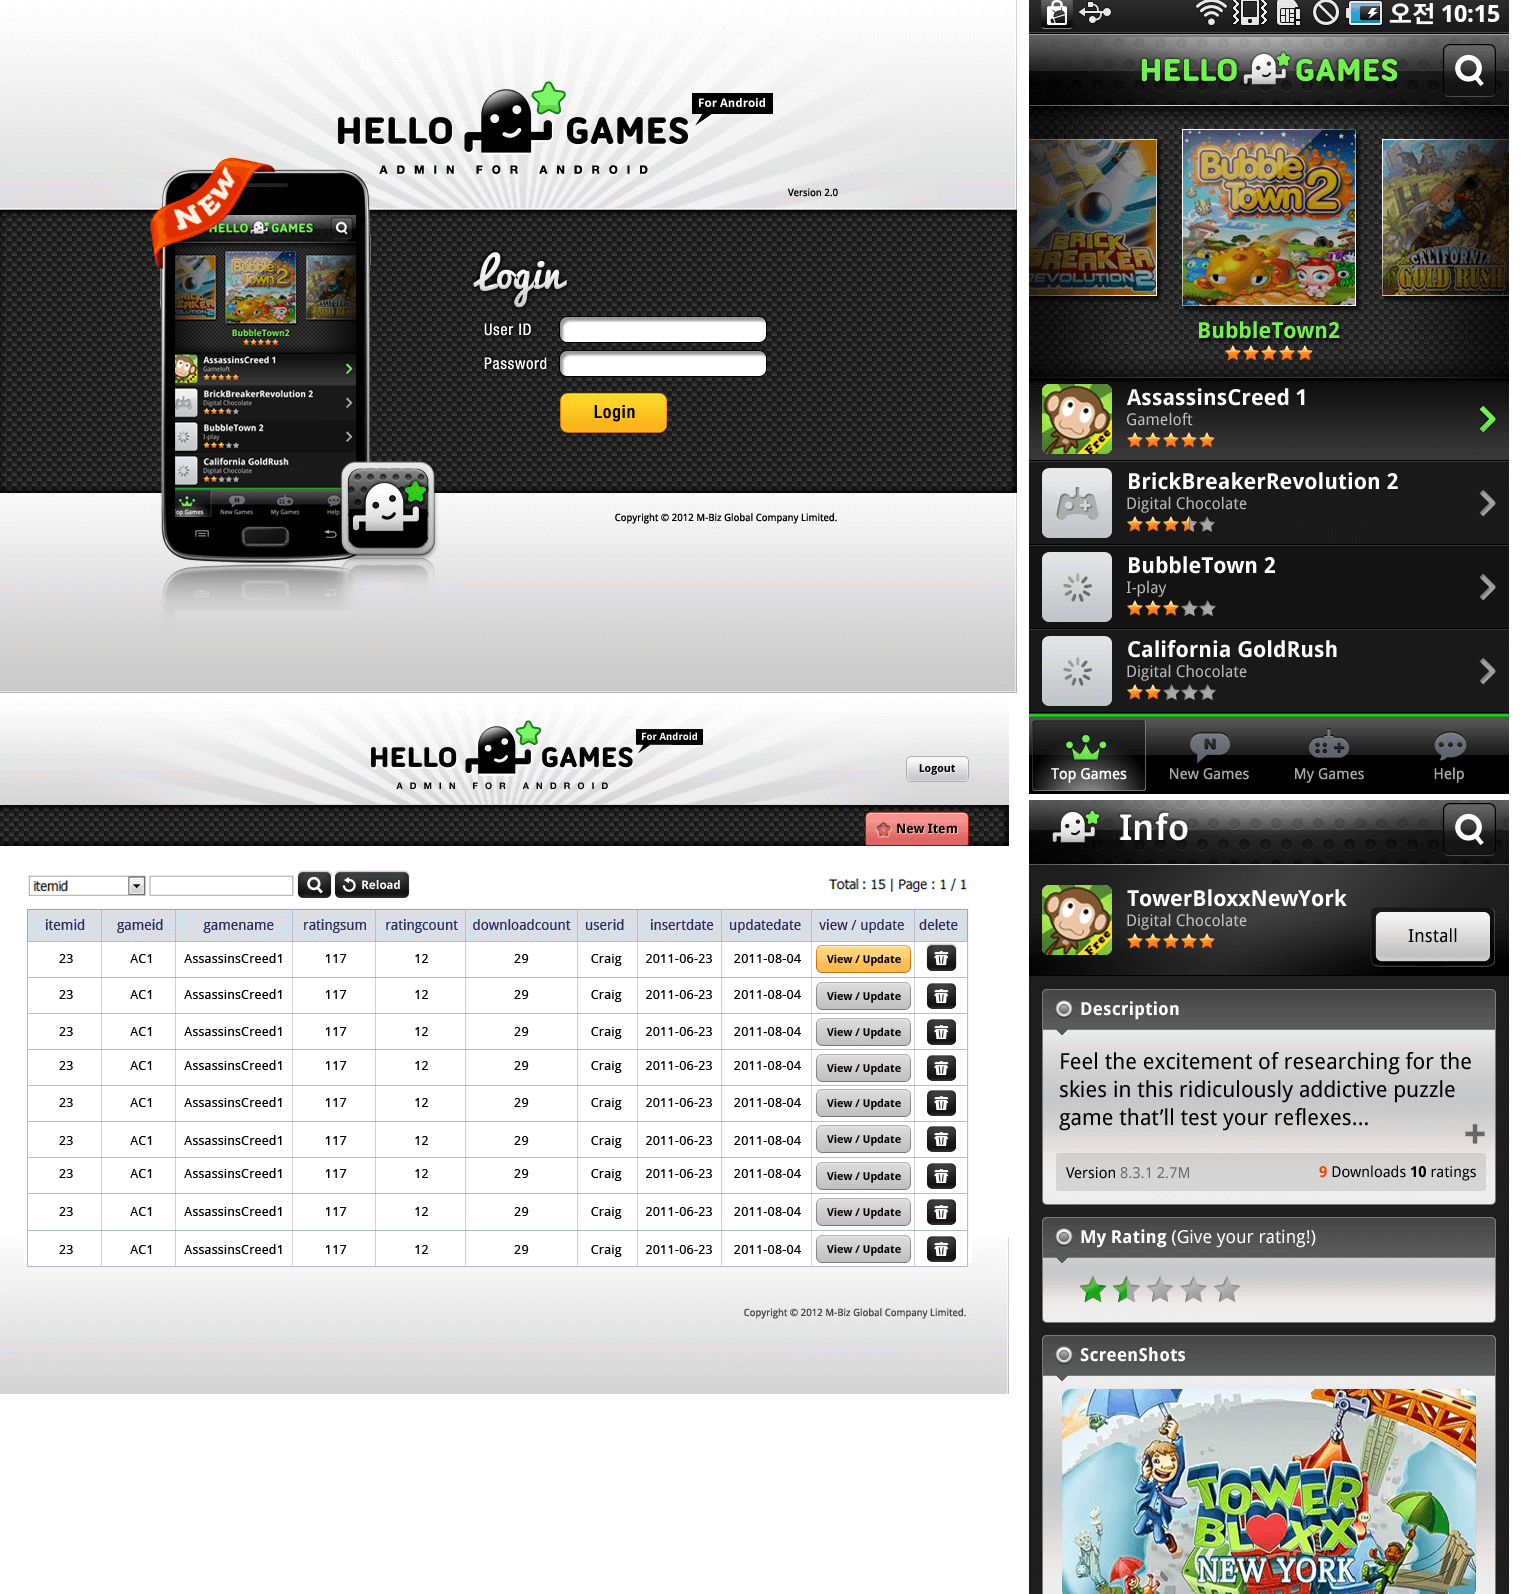 HELLO GAMES
For Android
ADMIN FOR ANDROID
Version 2.0
NEW
HELLO GAMES
BRICK BREAKER REVOLUTION 2
Bubble Town 2
BubbleTown2
AssassinsCreed 1
Gameloft
BrickBreakerRevolution 2
Digital Chocolate
BubbleTown 2
I-play
California GoldRush
Digital Chocolate
op Games
New Games
My Games
Help
Login
User ID
Password
Login
Copyright © 2012 M-Biz Global Company Limited.
HELLO GAMES
For Android
ADMIN FOR ANDROID
Logout
New Item
itemid
Reload
Total : 15 | Page : 1 / 1
itemid gameid gamename ratingsum ratingcount downloadcount userid insertdate updatedate view / update delete
23 AC1 AssassinsCreed1 117 12 29 Craig 2011-06-23 2011-08-04 View / Update
23 AC1 AssassinsCreed1 117 12 29 Craig 2011-06-23 2011-08-04 View / Update
23 AC1 AssassinsCreed1 117 12 29 Craig 2011-06-23 2011-08-04 View / Update
23 AC1 AssassinsCreed1 117 12 29 Craig 2011-06-23 2011-08-04 View / Update
23 AC1 AssassinsCreed1 117 12 29 Craig 2011-06-23 2011-08-04 View / Update
23 AC1 AssassinsCreed1 117 12 29 Craig 2011-06-23 2011-08-04 View / Update
23 AC1 AssassinsCreed1 117 12 29 Craig 2011-06-23 2011-08-04 View / Update
23 AC1 AssassinsCreed1 117 12 29 Craig 2011-06-23 2011-08-04 View / Update
23 AC1 AssassinsCreed1 117 12 29 Craig 2011-06-23 2011-08-04 View / Update
Copyright © 2012 M-Biz Global Company Limited.
오전 10:15
HELLO GAMES
BRICK
BREAKER
REVOLUTION 2
Bubble
Town 2
CALIFORNIA
GOLD RUSH
BubbleTown2
AssassinsCreed 1
Gameloft
Free
BrickBreakerRevolution 2
Digital Chocolate
BubbleTown 2
I-play
California GoldRush
Digital Chocolate
N
Top Games
New Games
My Games
Help
Info
TowerBloxxNewYork
Digital Chocolate
Free
Install
Description
Feel the excitement of researching for the
skies in this ridiculously addictive puzzle
game that’ll test your reflexes...
Version 8.3.1 2.7M
9 Downloads 10 ratings
My Rating (Give your rating!)
ScreenShots
TOWER
BLOXX
NEW YORK